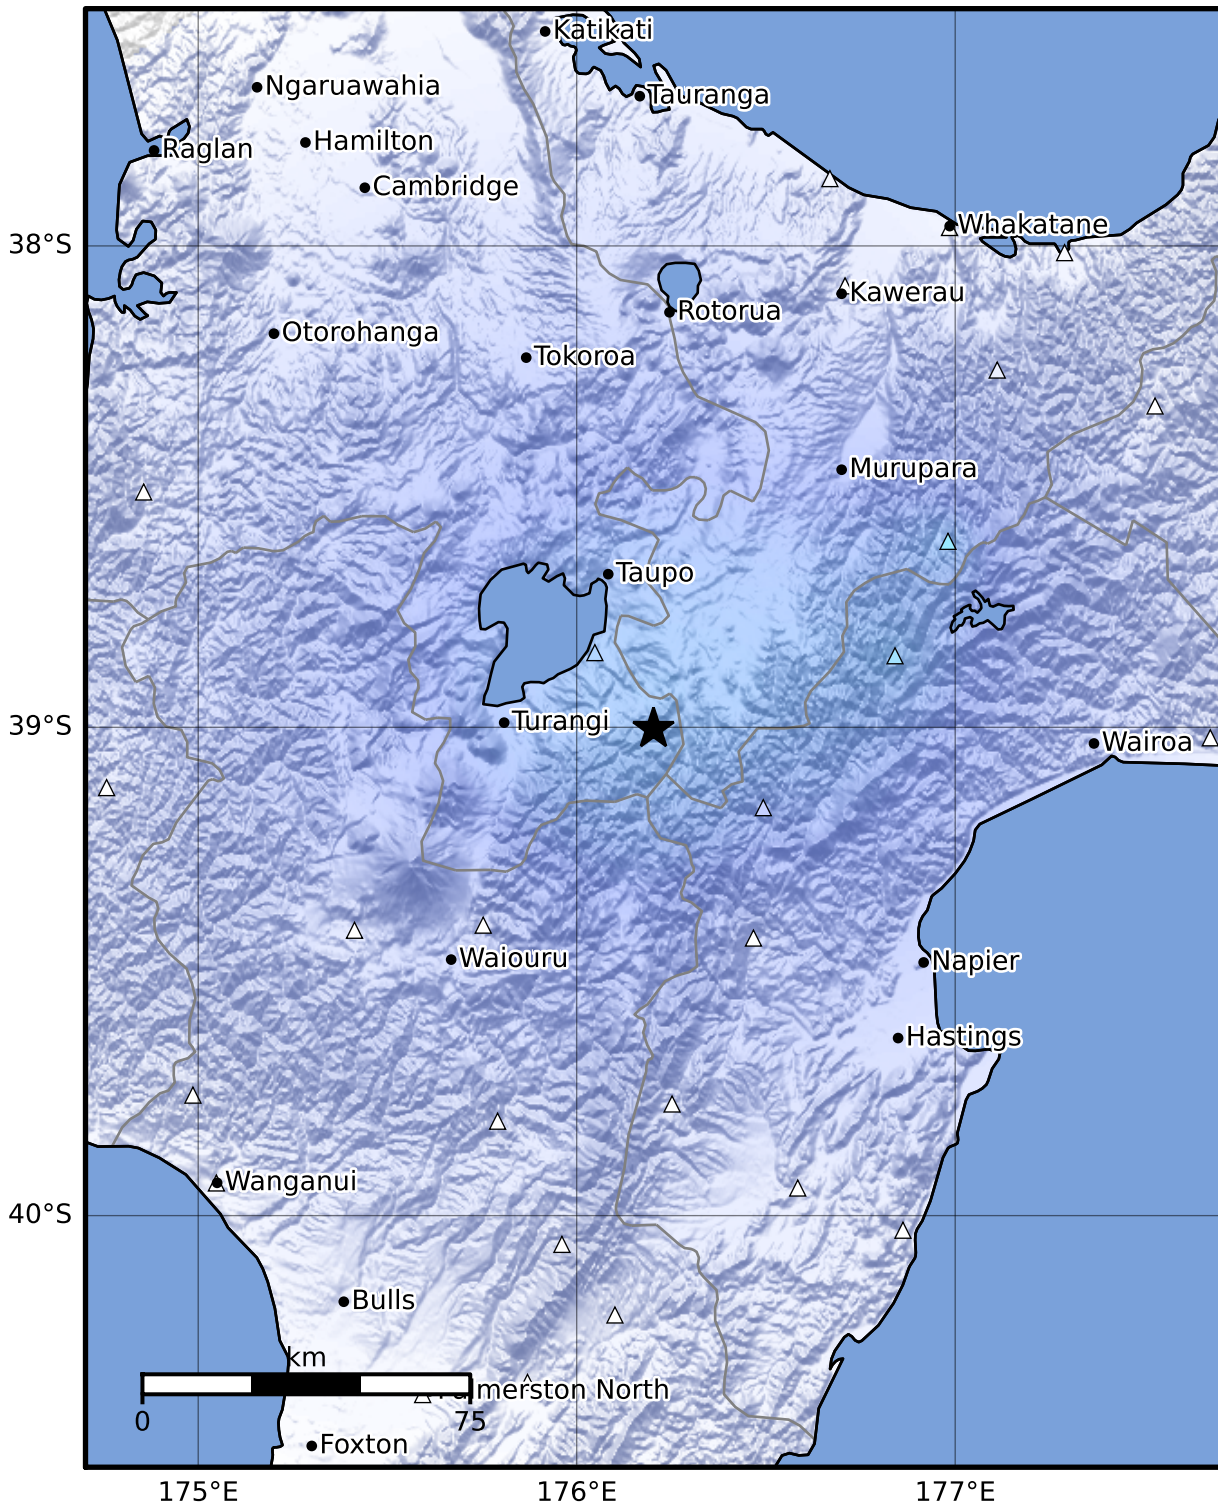 Katikati
Ngaruawahia
Tauranga
Raglan
Hamilton
Cambridge
Whakatane
38°S
Kawerau
Rotorua
Otorohanga
Tokoroa
Murupara
Taupo
Turangi
39°S
Wairoa
Waiouru
Napier
Hastings
Wanganui
40°S
Bulls
km
Palmerston North
0
75
Foxton
175°E
176°E
177°E